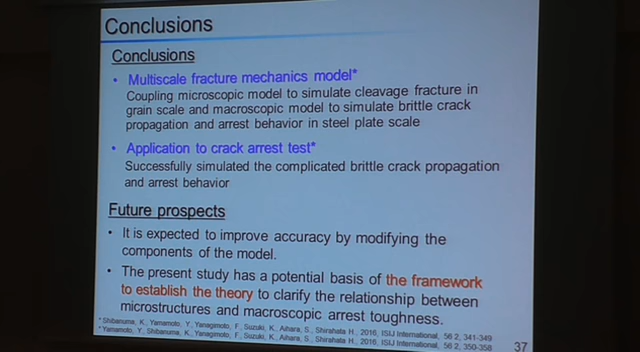 Conclusions
Conclusions
• Multiscale fracture mechanics model*
Coupling microscopic model to simulate cleavage fracture in
grain scale and macroscopic model to simulate brittle crack
propagation and arrest behavior in steel plate scale
• Application to crack arrest test*
Successfully simulated the complicated brittle crack propagation
and arrest behavior
Future prospects
• It is expected to improve accuracy by modifying the
components of the model.
• The present study has a potential basis of the framework
to establish the theory to clarify the relationship between
microstructures and macroscopic arrest toughness.
* Shibanuma, K., Yamamoto, Y., Yanagimoto, F., Suzuki, K., Aihara, S., Shirahata H., 2016, ISIJ International, 56 2, 341-349
* Yamamoto, Y., Shibanuma, K., Yanagimoto, F., Suzuki, K., Aihara, S., Shirahata H., 2016, ISIJ International, 56 2, 350-358
37